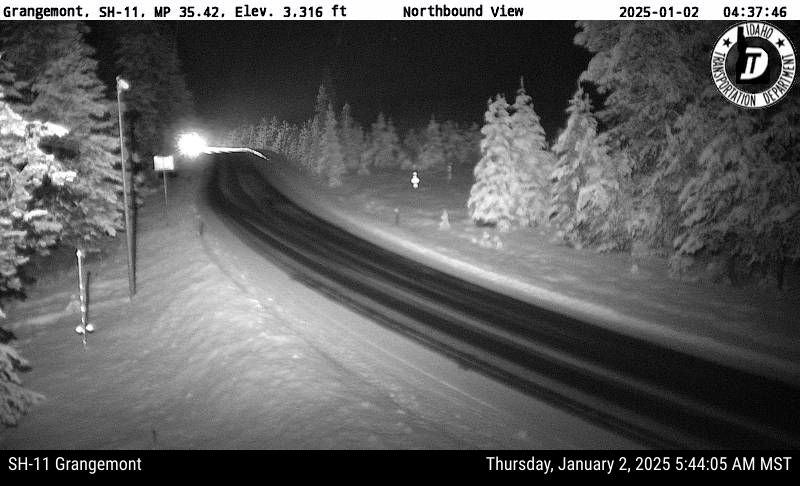 Grangemont, SH-11, MP 35.42, Elev. 3,316 ft Northbound View 2025-01-02 04:37:46
IDAHO
TRANSPORTATION DEPARTMENT
SH-11 Grangemont Thursday, January 2, 2025 5:44:05 AM MST